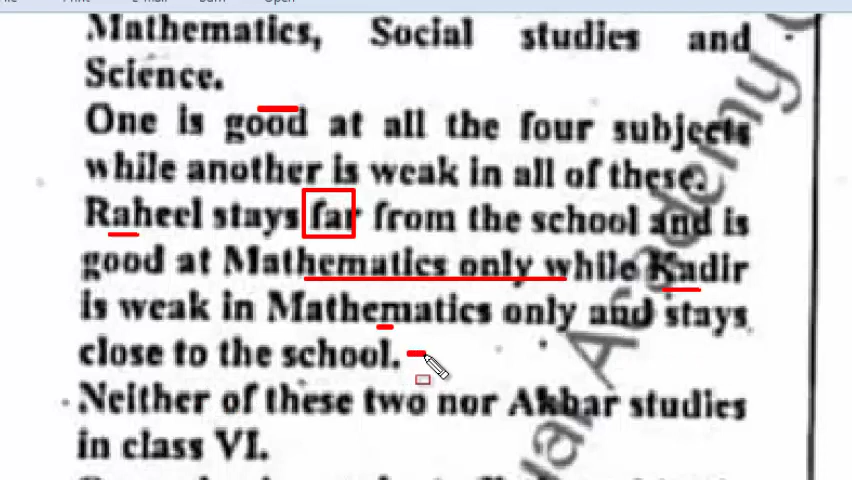 Mathematics, Social studies and
Science.
One is good at all the four subjects
while another is weak in all of these.
Raheel stays far from the school and is
good at Mathematics only while Kadir
is weak in Mathematics only and stays
close to the school.
Neither of these two nor Akbar studies
in class VI.
Academy